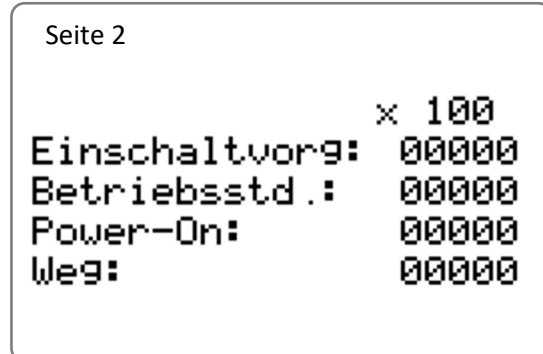 Seite 2
x 100
Einschaltvorg: 00000
Betriebsstd.: 00000
Power-On: 00000
Weg: 00000